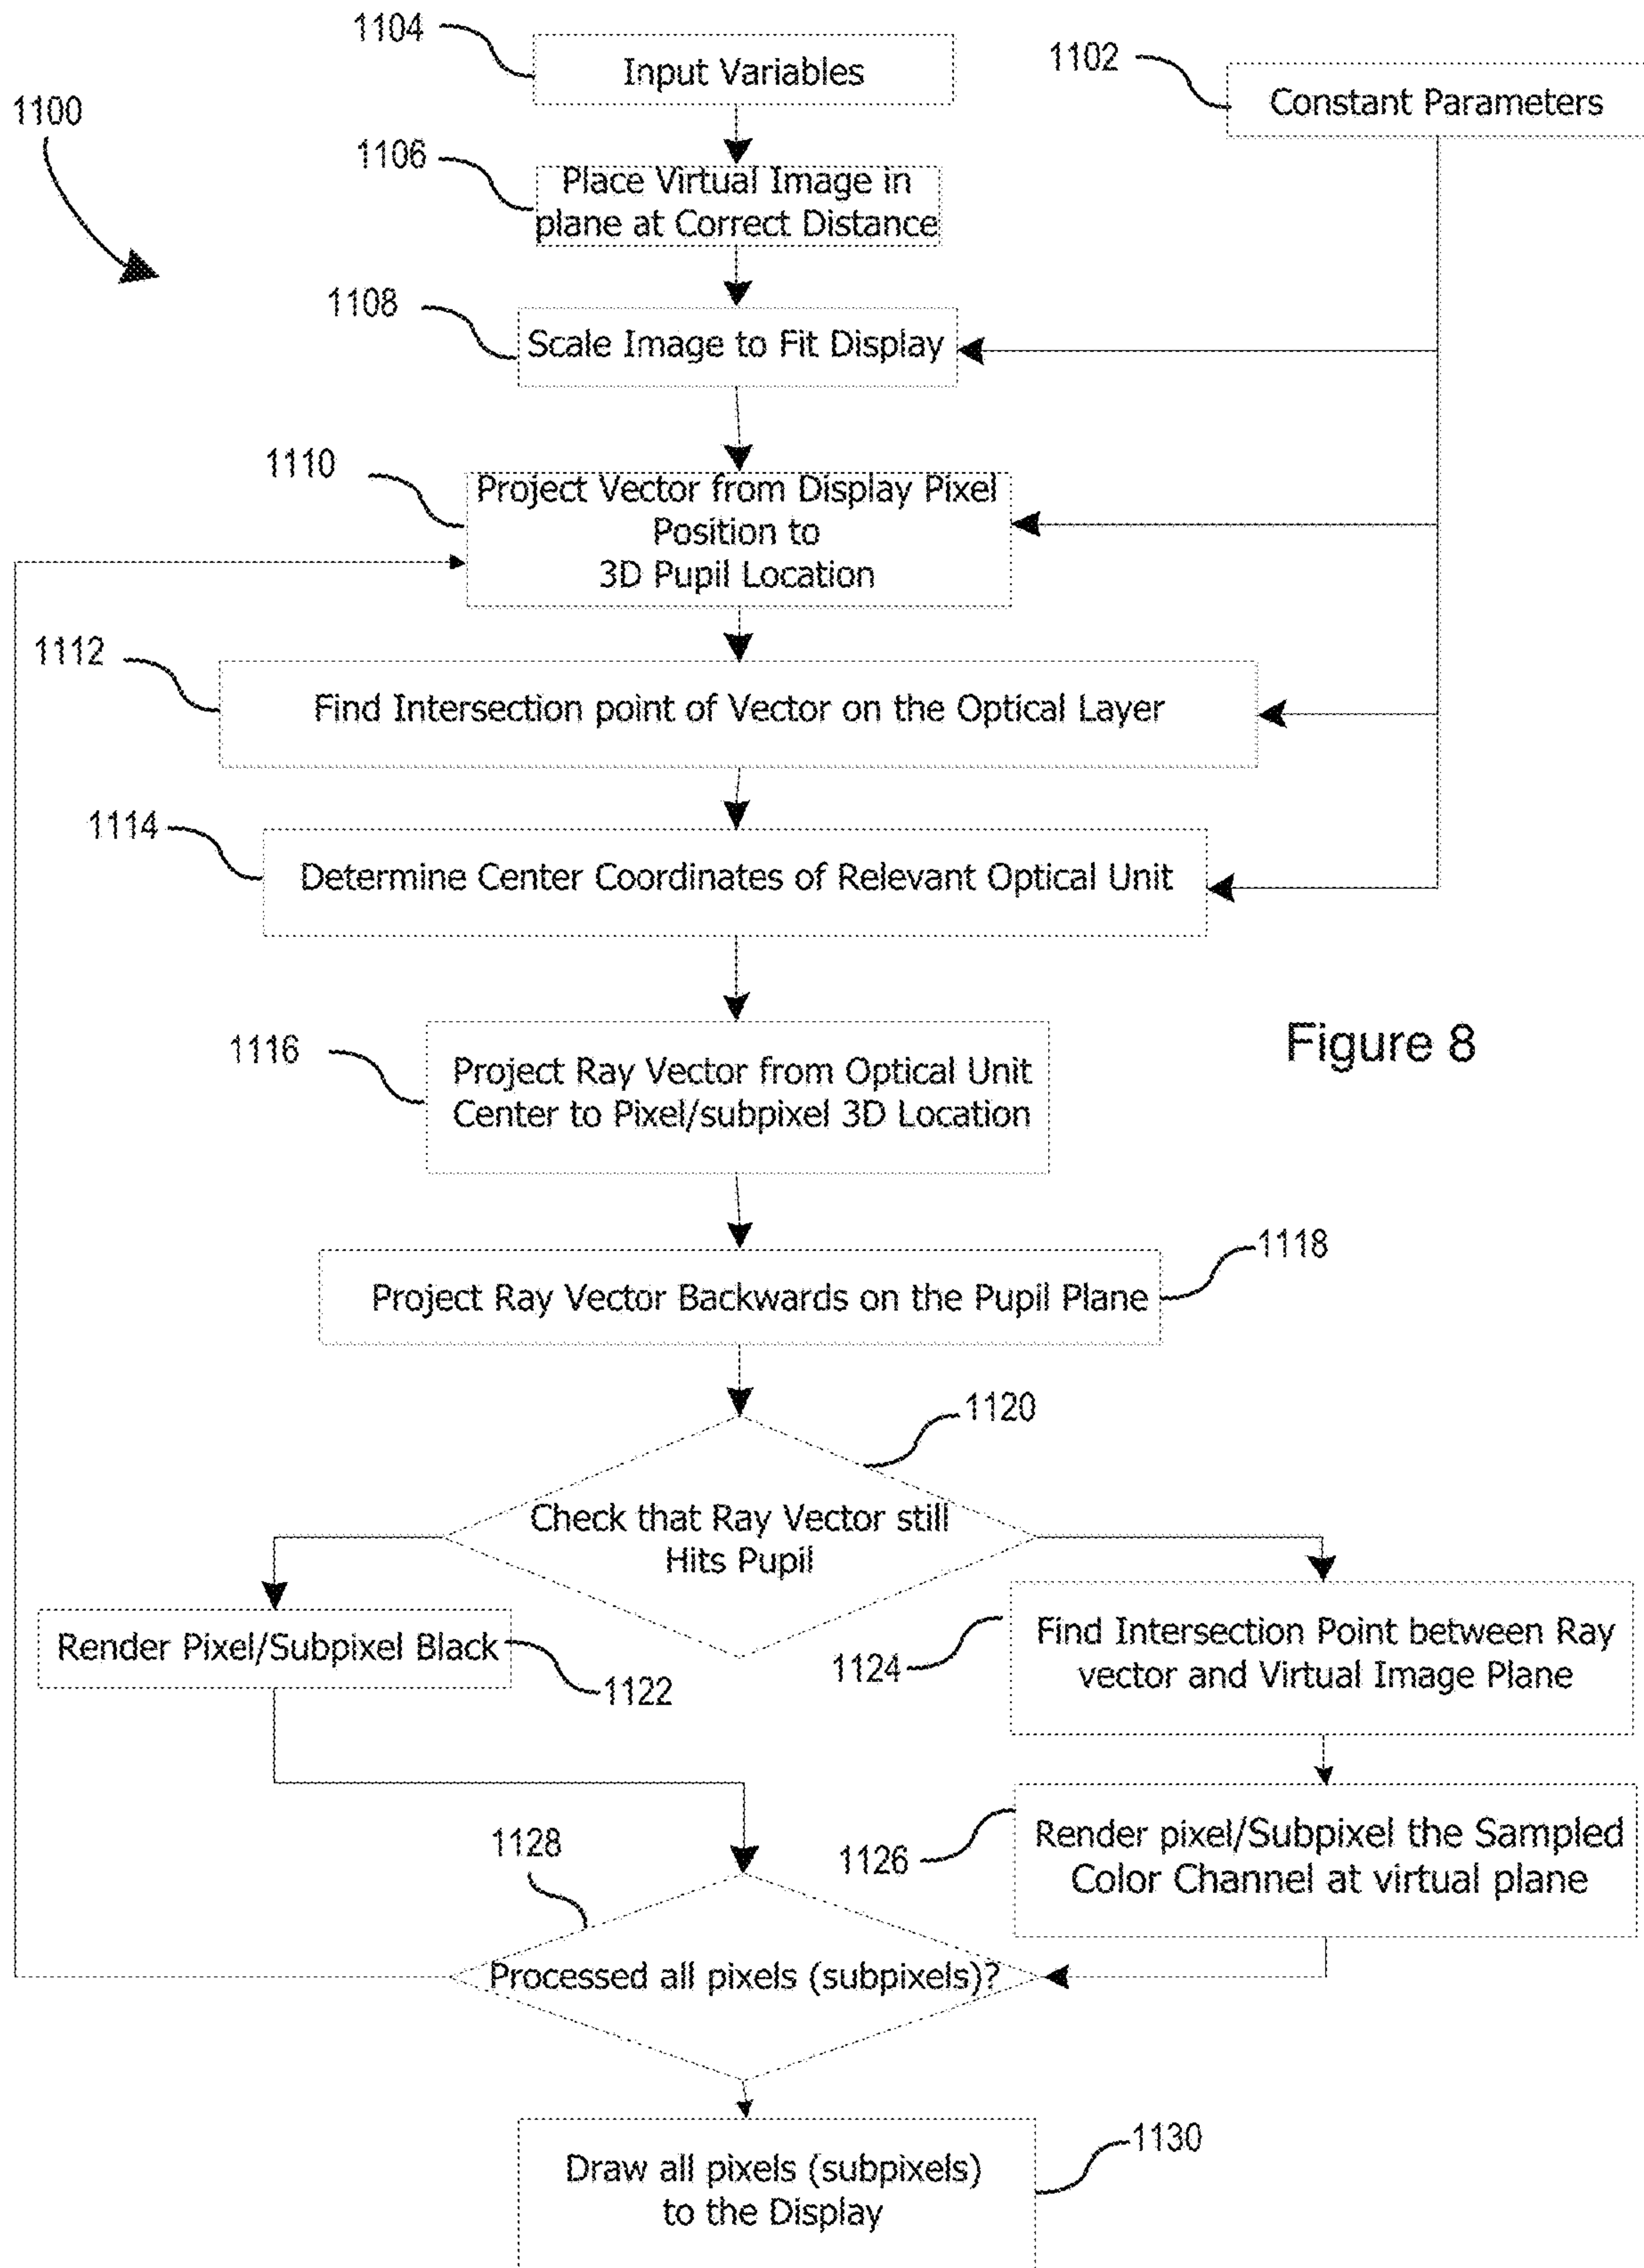 1104
Input Variables
1102
Constant Parameters
1100
1106
Place Virtual Image in
plane at Correct Distance
1108
Scale Image to Fit Display
1110
Project Vector from Display Pixel
Position to
3D Pupil Location
1112
Find Intersection point of Vector on the Optical Layer
1114
Determine Center Coordinates of Relevant Optical Unit
Figure 8
1116
Project Ray Vector from Optical Unit
Center to Pixel/subpixel 3D Location
1118
Project Ray Vector Backwards on the Pupil Plane
1120
Check that Ray Vector still
Hits Pupil
Render Pixel/Subpixel Black
1122
1124
Find Intersection Point between Ray
vector and Virtual Image Plane
1126
Render pixel/Subpixel the Sampled
Color Channel at virtual plane
1128
Processed all pixels (subpixels)?
1130
Draw all pixels (subpixels)
to the Display